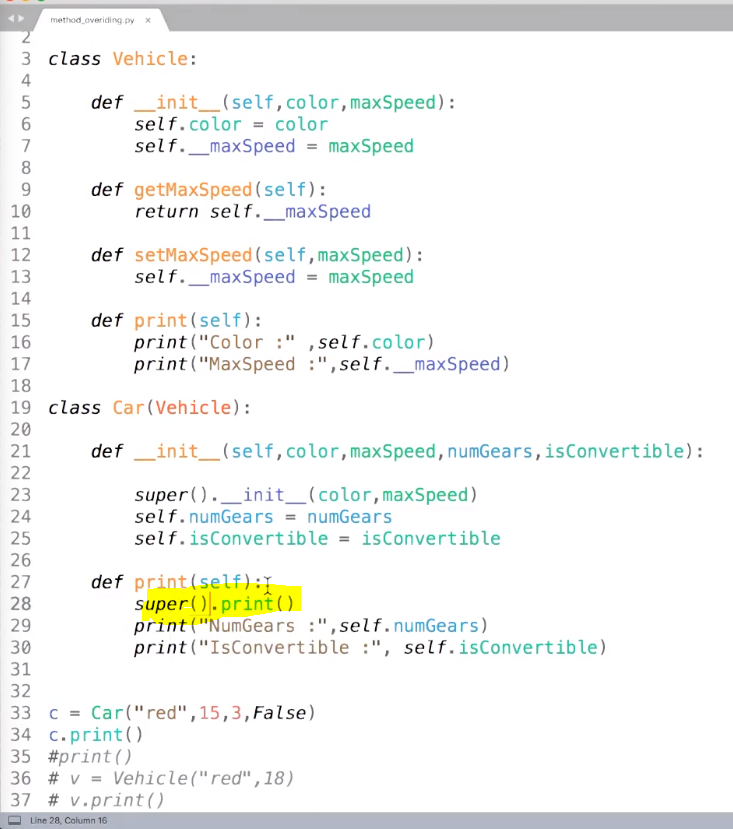 method_overiding.py ×
2
3 class Vehicle:
4
5 def __init__(self,color,maxSpeed):
6 self.color = color
7 self.__maxSpeed = maxSpeed
8
9 def getMaxSpeed(self):
10 return self.__maxSpeed
11
12 def setMaxSpeed(self,maxSpeed):
13 self.__maxSpeed = maxSpeed
14
15 def print(self):
16 print("Color :" ,self.color)
17 print("MaxSpeed :",self.__maxSpeed)
18
19 class Car(Vehicle):
20
21 def __init__(self,color,maxSpeed,numGears,isConvertible):
22
23 super().__init__(color,maxSpeed)
24 self.numGears = numGears
25 self.isConvertible = isConvertible
26
27 def print(self):
28 super().print()
29 print("NumGears :",self.numGears)
30 print("IsConvertible :", self.isConvertible)
31
32
33 c = Car("red",15,3,False)
34 c.print()
35 #print()
36 # v = Vehicle("red",18)
37 # v.print()
Line 28, Column 16